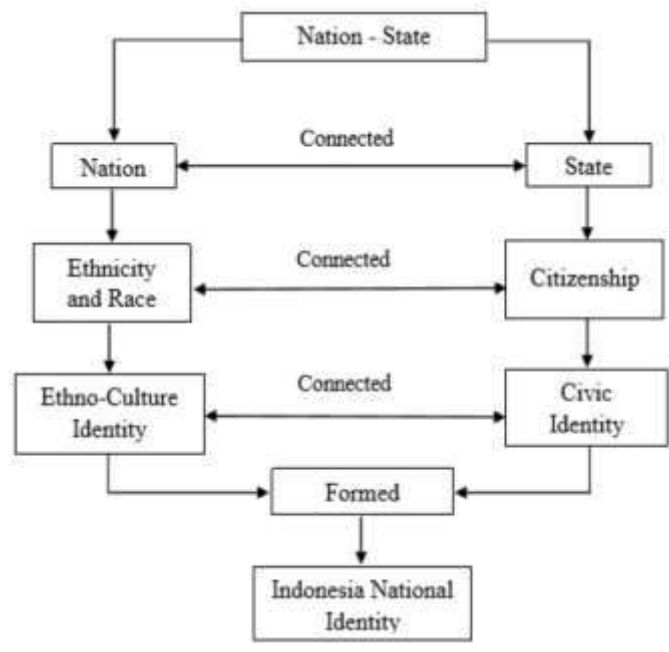 Nation - State
Connected
Nation
State
Connected
Ethnicity
and Race
Citizenship
Connected
Ethno-Culture
Identity
Civic
Identity
Formed
Indonesia National
Identity